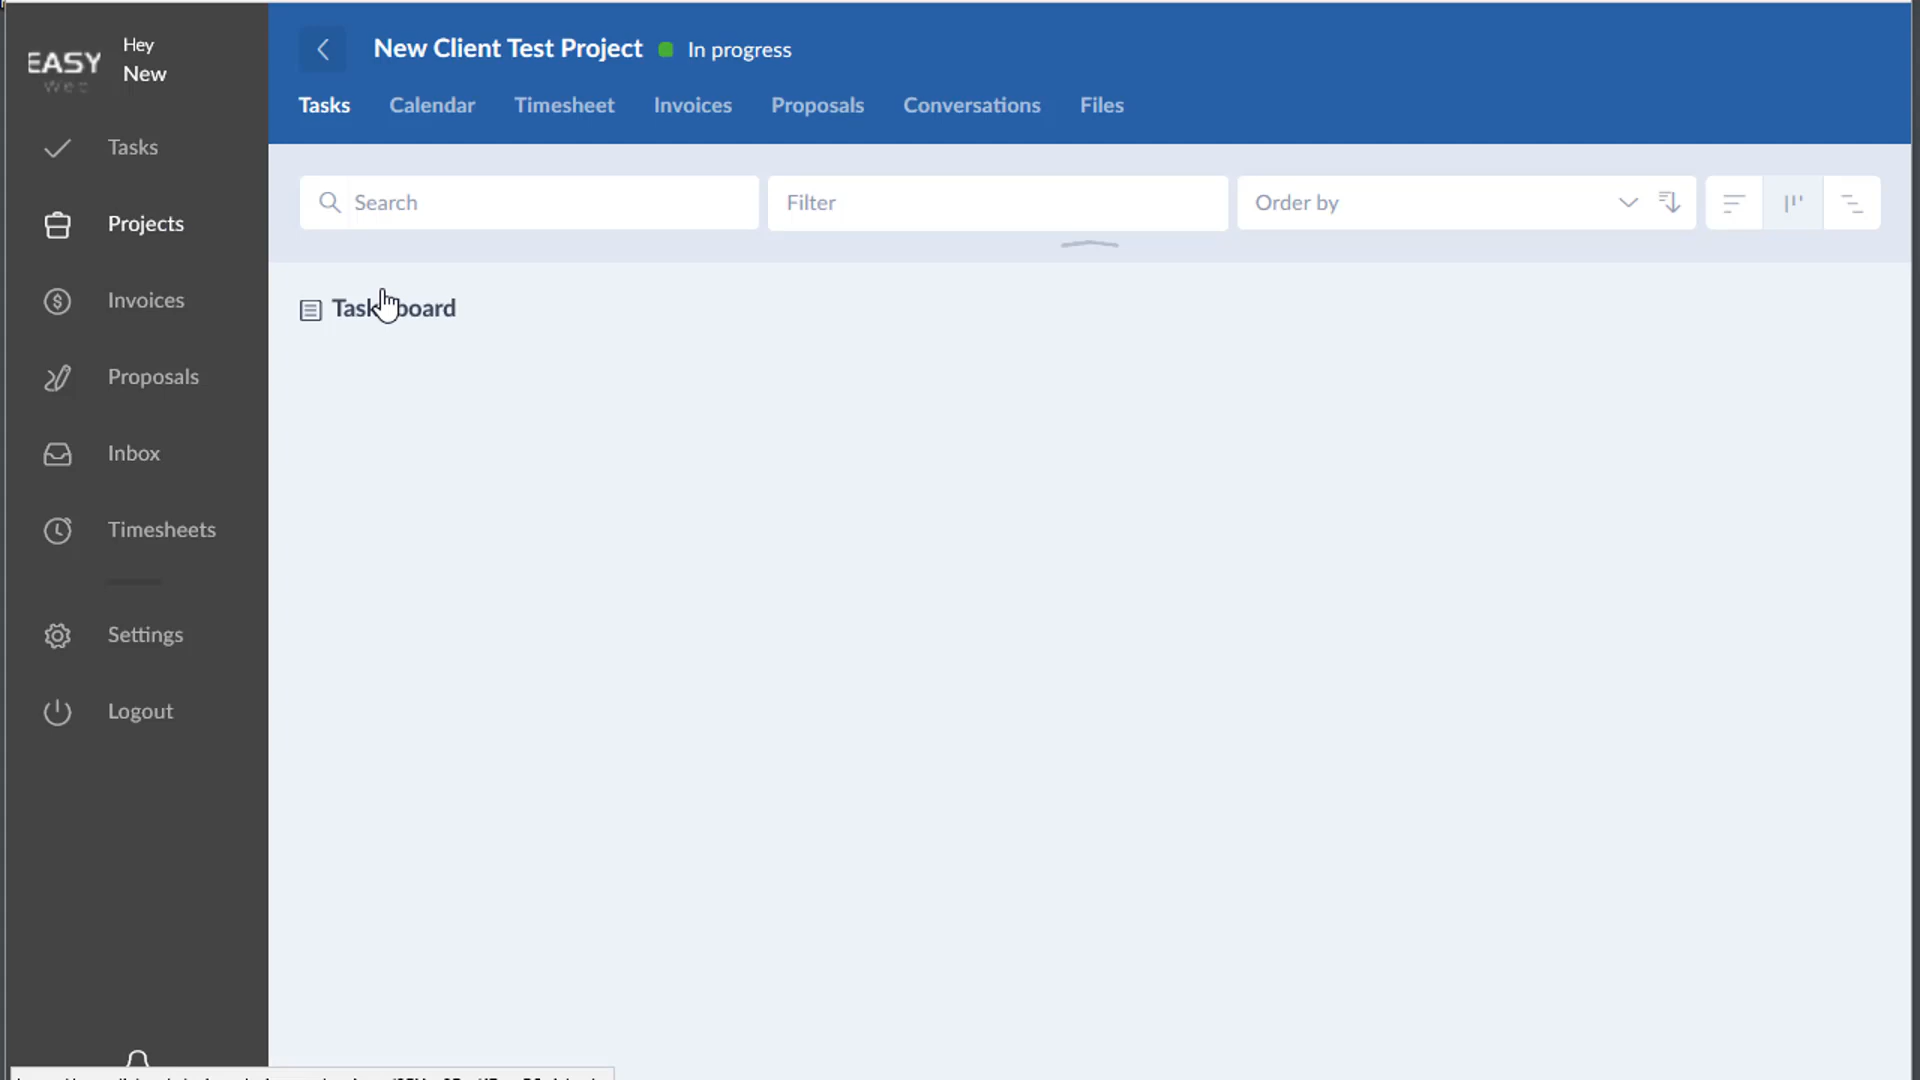 EASY
Web
Hey
New
Tasks
Projects
Invoices
Proposals
Inbox
Timesheets
Settings
Logout
New Client Test Project
In progress
Tasks
Calendar
Timesheet
Invoices
Proposals
Conversations
Files
Search
Filter
Order by
Task board